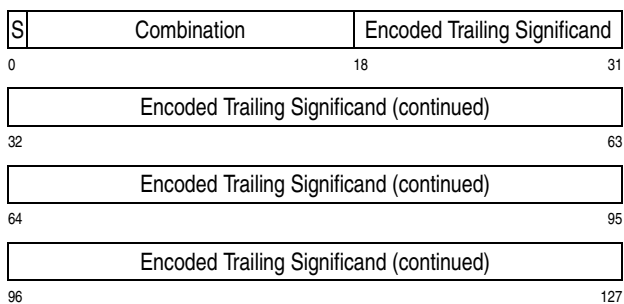 S Combination Encoded Trailing Significand
0 18 31
Encoded Trailing Significand (continued)
32 63
Encoded Trailing Significand (continued)
64 95
Encoded Trailing Significand (continued)
96 127